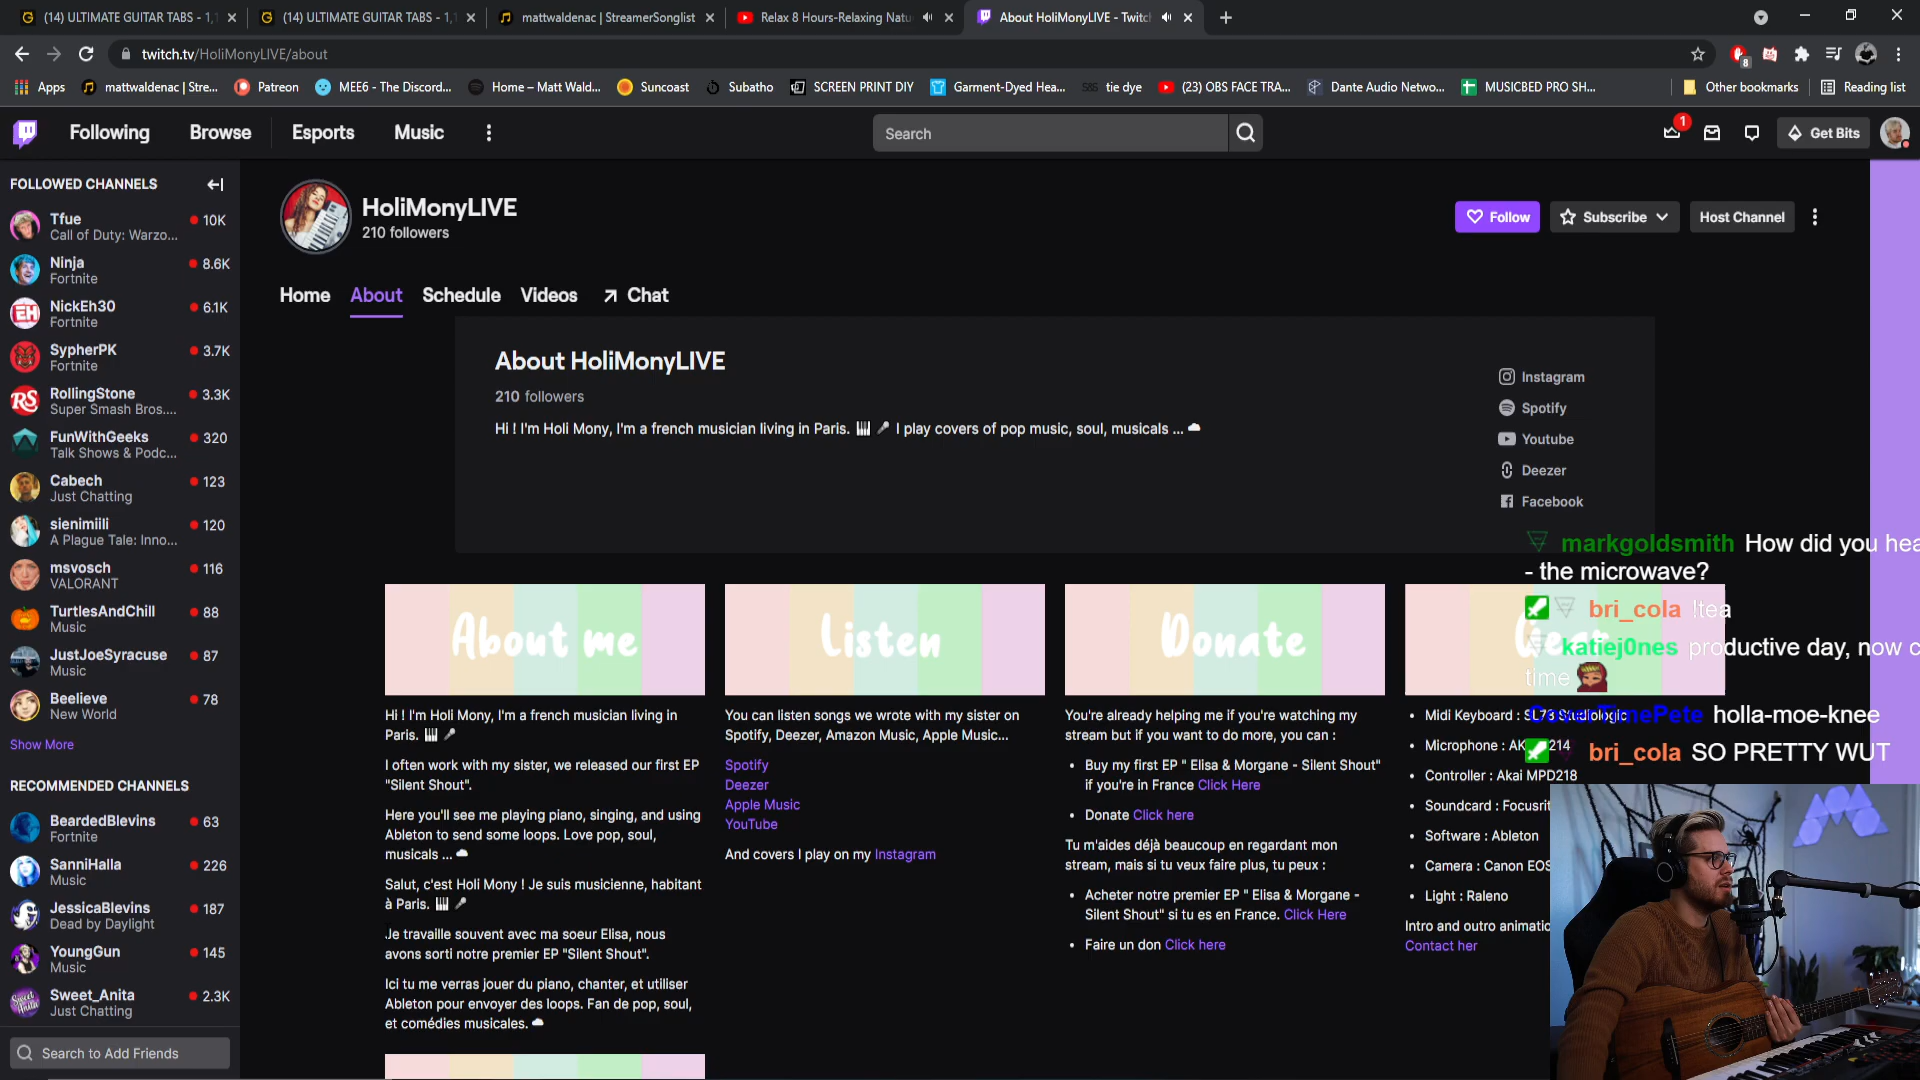 (14) ULTIMATE GUITAR TABS - 1,1
(14) ULTIMATE GUITAR TABS - 1,1
mattwaldenac | StreamerSonglist
Relax 8 Hours-Relaxing Natu
About HoliMonyLIVE - Twitch
twitch.tv/HoliMonyLIVE/about
8
Apps
mattwaldenac | Stre...
Patreon
MEE6 - The Discord...
Home – Matt Wald...
Suncoast
Subatho
SCREEN PRINT DIY
Garment-Dyed Hea...
tie dye
(23) OBS FACE TRA...
Dante Audio Netwo...
MUSICBED PRO SH...
Other bookmarks
Reading list
Following
Browse
Esports
Music
Search
1
Get Bits
FOLLOWED CHANNELS
Tfue
10K
Call of Duty: Warzo...
Ninja
8.6K
Fortnite
NickEh30
6.1K
Fortnite
SypherPK
3.7K
Fortnite
RollingStone
3.3K
Super Smash Bros....
FunWithGeeks
320
Talk Shows & Podc...
Cabech
123
Just Chatting
sienimiili
120
A Plague Tale: Inno...
msvosch
116
VALORANT
TurtlesAndChill
88
Music
JustJoeSyracuse
87
Music
Beelieve
78
New World
Show More
RECOMMENDED CHANNELS
BeardedBlevins
63
Fortnite
SanniHalla
226
Music
JessicaBlevins
187
Dead by Daylight
YoungGun
145
Music
Sweet_Anita
2.3K
Just Chatting
Search to Add Friends
HoliMonyLIVE
210 followers
Follow
Subscribe
Host Channel
Home
About
Schedule
Videos
Chat
About HoliMonyLIVE
210 followers
Hi ! I'm Holi Mony, I'm a french musician living in Paris. 🎹 🎤 I play covers of pop music, soul, musicals ... ☁
Instagram
Spotify
Youtube
Deezer
Facebook
About me
Hi ! I'm Holi Mony, I'm a french musician living in
Paris. 🎹 🎤
I often work with my sister, we released our first EP
"Silent Shout".
Here you'll see me playing piano, singing, and using
Ableton to send some loops. Love pop, soul,
musicals ... ☁
Salut, c'est Holi Mony ! Je suis musicienne, habitant
à Paris. 🎹 🎤
Je travaille souvent avec ma soeur Elisa, nous
avons sorti notre premier EP "Silent Shout".
Ici tu me verras jouer du piano, chanter, et utiliser
Ableton pour envoyer des loops. Fan de pop, soul,
et comédies musicales. ☁
Listen
You can listen songs we wrote with my sister on
Spotify, Deezer, Amazon Music, Apple Music...
Spotify
Deezer
Apple Music
YouTube
And covers I play on my Instagram
Donate
You're already helping me if you're watching my
stream but if you want to do more, you can :
• Buy my first EP " Elisa & Morgane - Silent Shout"
if you're in France Click Here
• Donate Click here
Tu m'aides déjà beaucoup en regardant mon
stream, mais si tu veux faire plus, tu peux :
• Acheter notre premier EP " Elisa & Morgane -
Silent Shout" si tu es en France. Click Here
• Faire un don Click here
• Midi Keyboard : SL73 Studiologic
• Microphone : AK 214
• Controller : Akai MPD218
• Soundcard : Focusrit
• Software : Ableton
• Camera : Canon EOS
• Light : Raleno
Intro and outro animatio
Contact her
markgoldsmith How did you hea
- the microwave?
bri_cola !tea
katiej0nes productive day, now c
time
CoverTimePete holla-moe-knee
bri_cola SO PRETTY WUT